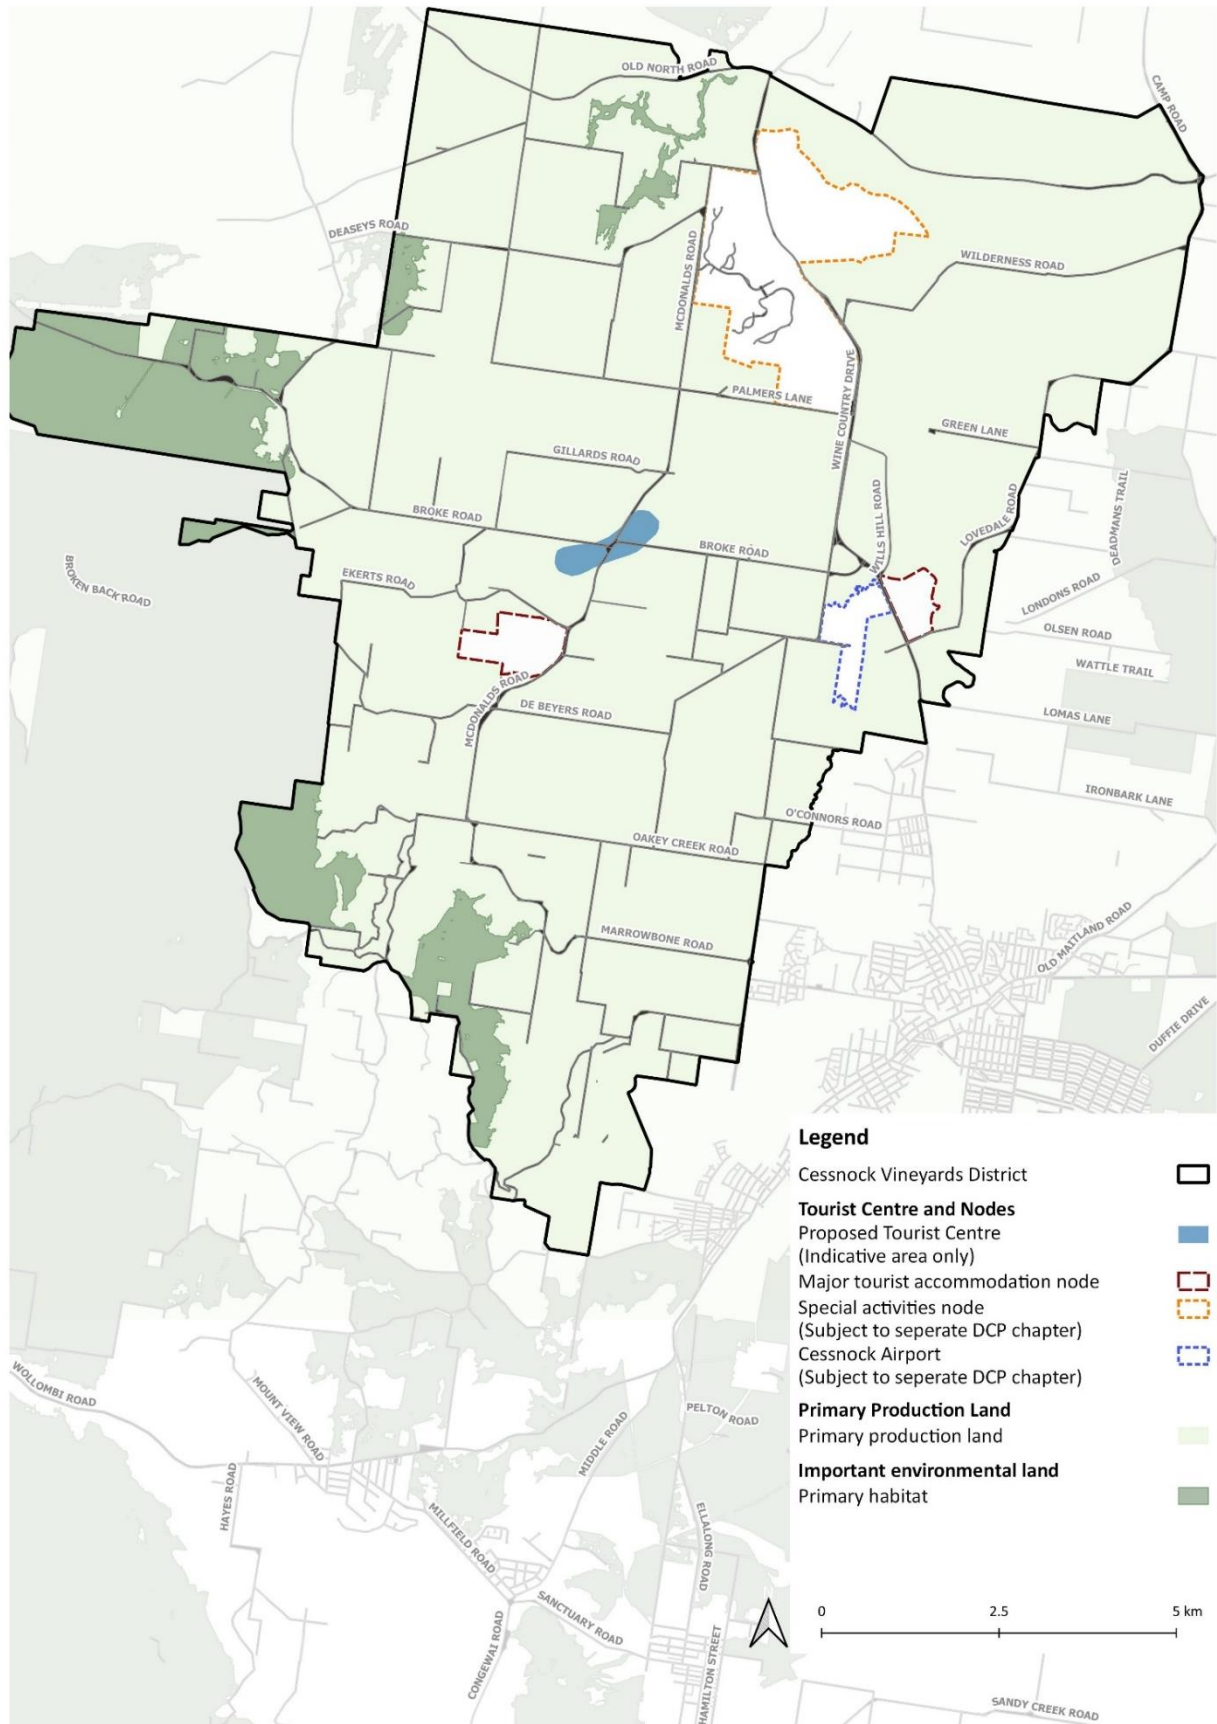 OLD NORTH ROAD
CAMP ROAD
DEASEYS ROAD
MCDONALDS ROAD
WILDERNESS ROAD
PALMERS LANE
WINE COUNTRY DRIVE
GREEN LANE
GILLARDS ROAD
WILLS HILL ROAD
LOVEDALE ROAD
DEADMANS TRAIL
BROKE ROAD
BROKE ROAD
EKERTS ROAD
BROKEN BACK ROAD
LONDONS ROAD
OLSEN ROAD
WATTLE TRAIL
MCDONALDS ROAD
DE BEYERS ROAD
LOMAS LANE
IRONBARK LANE
O'CONNORS ROAD
OAKEY CREEK ROAD
MARROWBONE ROAD
OLD MAITLAND ROAD
DUFFIE DRIVE
Legend
Cessnock Vineyards District
Tourist Centre and Nodes
Proposed Tourist Centre
(Indicative area only)
Major tourist accommodation node
Special activities node
(Subject to seperate DCP chapter)
Cessnock Airport
(Subject to seperate DCP chapter)
Primary Production Land
Primary production land
Important environmental land
Primary habitat
0 2.5 5 km
WOLLOMBI ROAD
MOUNT VIEW ROAD
MIDDLE ROAD
PELTON ROAD
HAYES ROAD
MILLFIELD ROAD
ELLALONG ROAD
SANCTUARY ROAD
CONGEWAI ROAD
HAMILTON STREET
SANDY CREEK ROAD